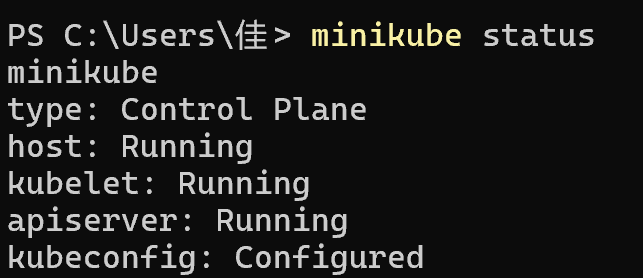 PS C:\Users\佳> minikube status
minikube
type: Control Plane
host: Running
kubelet: Running
apiserver: Running
kubeconfig: Configured